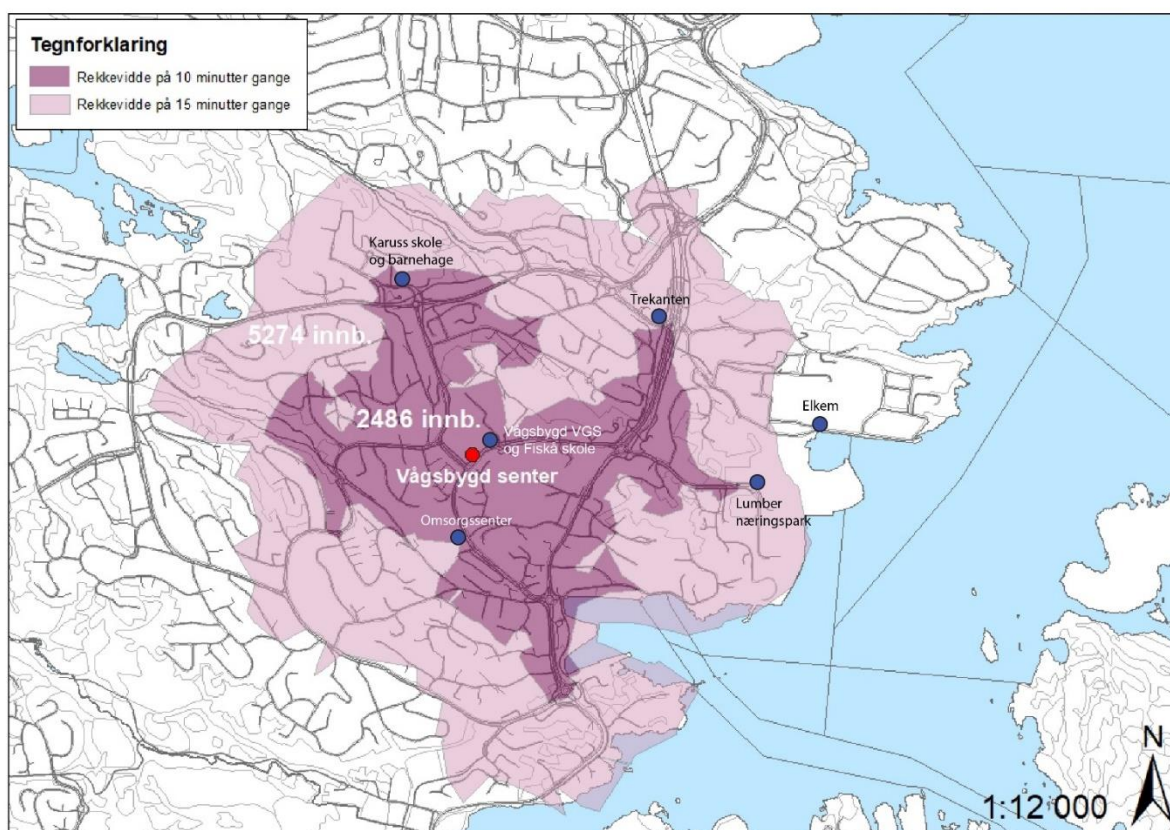 Tegnforklaring
Rekkevidde på 10 minutter gange
Rekkevidde på 15 minutter gange
Karuss skole
og barnehage
Trekanten
5274 innb.
Elkem
2486 innb.
Vågsbygd VGS
og Fiskå skole
Vågsbygd senter
Lumber
næringspark
Omsorgssenter
N
1:12 000